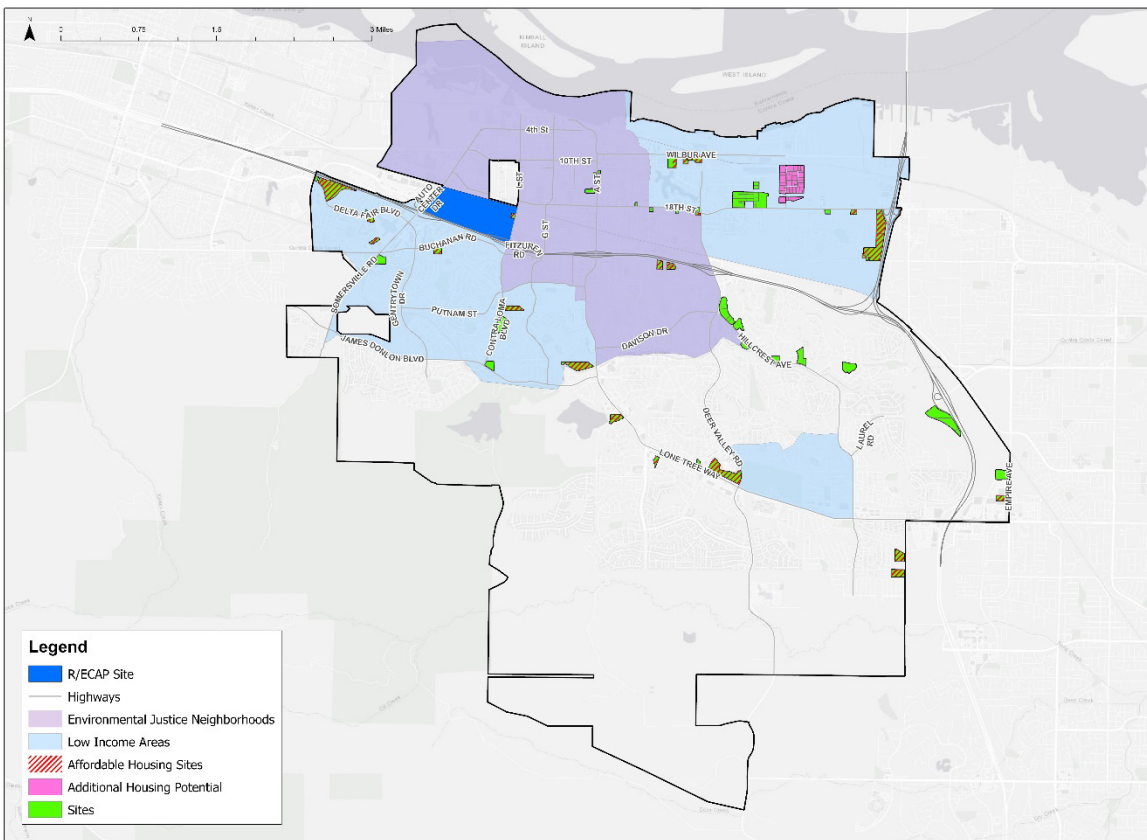 N
0 0.75 1.5 3 Miles
KIMBALL
ISLAND
WEST ISLAND
4th St
10TH ST
WILBUR AVE
L ST
A ST
AUTO
CENTER
DR
18TH ST
G ST
DELTA FAIR BLVD
BUCHANAN RD
FITZUREN
RD
SOMERSVILLE RD
GENTRYTOWN
DR
PUTNAM ST
CONTRA LOMA
BLVD
DAVISON DR
JAMES DONLON BLVD
HILLCREST AVE
DEER VALLEY RD
LAUREL
RD
LONE TREE WAY
EMPIRE AVE
Legend
R/ECAP Site
Highways
Environmental Justice Neighborhoods
Low Income Areas
Affordable Housing Sites
Additional Housing Potential
Sites